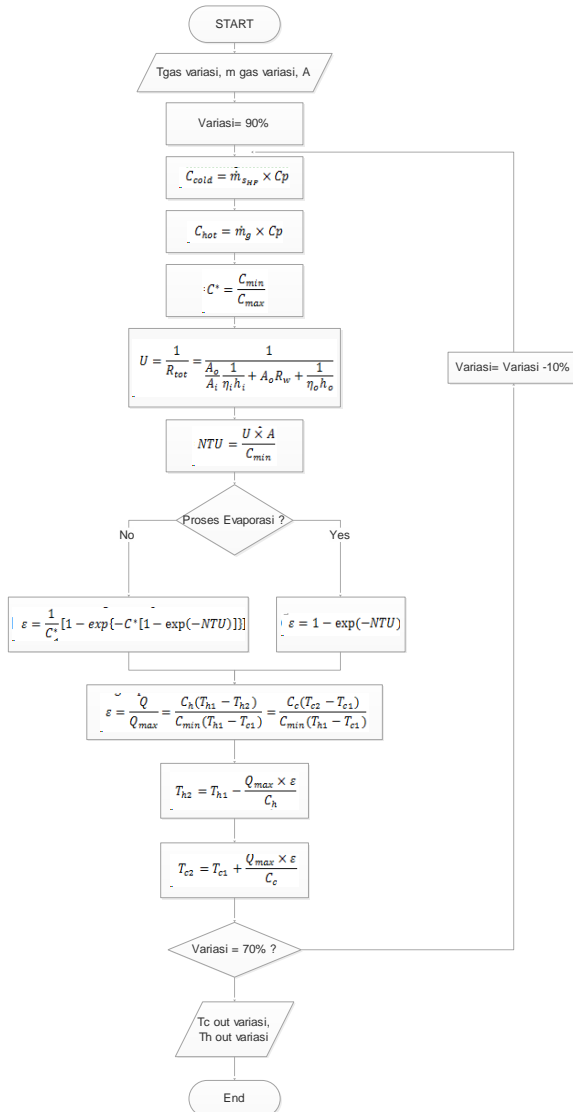 START
Tgas variasi, m gas variasi, A
Variasi= 90%
C_cold = ṁ_{s_HP} × Cp
C_hot = ṁ_g × Cp
C* = C_min / C_max
U = 1 / R_tot = 1 / (A_o/A_i 1/(η_i h_i) + A_o R_w + 1/(η_o h_o))
Variasi= Variasi -10%
NTU = U × A / C_min
Proses Evaporasi ?
No
Yes
ε = 1/C* [1 − exp{−C*[1 − exp(−NTU)]}]
ε = 1 − exp(−NTU)
ε = Q / Q_max = C_h(T_h1 − T_h2) / C_min(T_h1 − T_c1) = C_c(T_c2 − T_c1) / C_min(T_h1 − T_c1)
T_h2 = T_h1 − Q_max × ε / C_h
T_c2 = T_c1 + Q_max × ε / C_c
Variasi = 70% ?
Tc out variasi,
Th out variasi
End